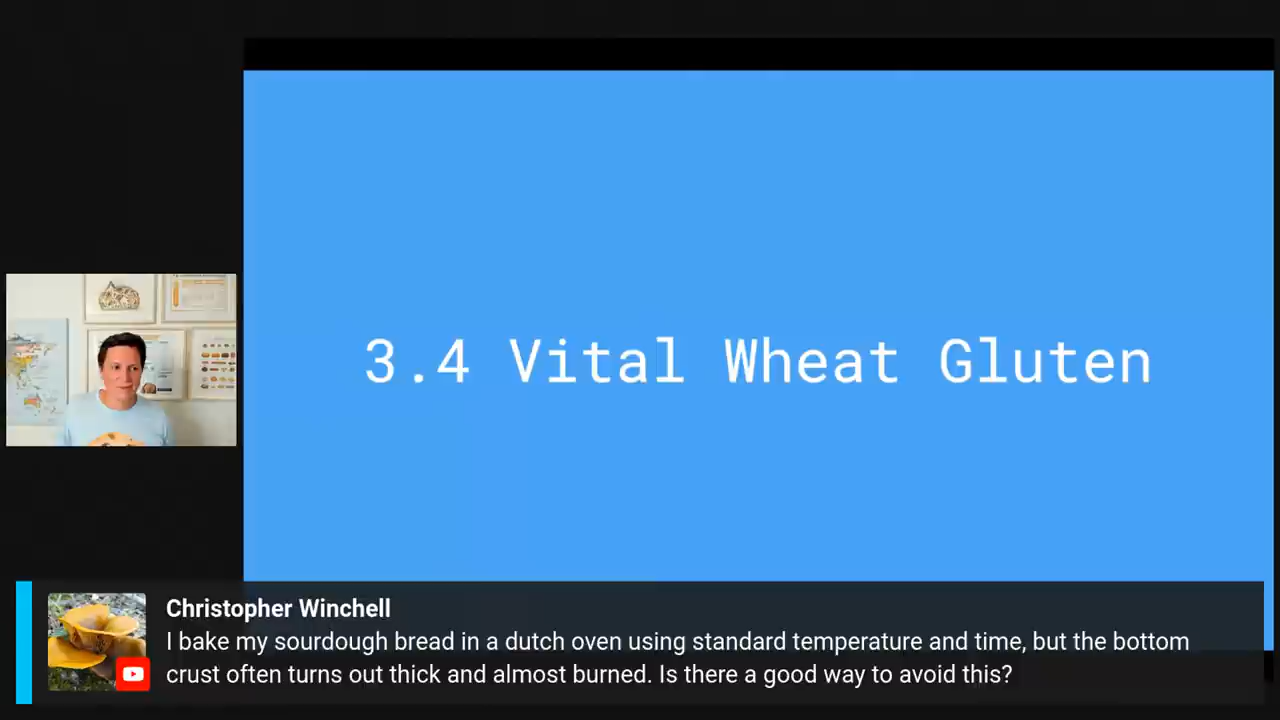 3.4 Vital Wheat Gluten
Christopher Winchell
I bake my sourdough bread in a dutch oven using standard temperature and time, but the bottom
crust often turns out thick and almost burned. Is there a good way to avoid this?